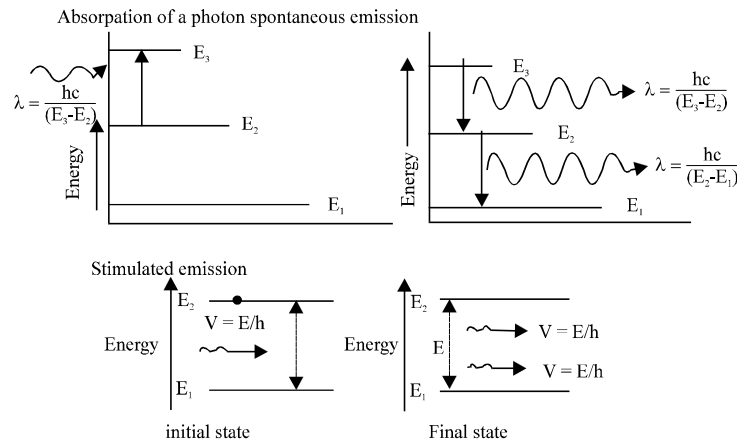 Absorpation of a photon spontaneous emission
E₃
λ = hc/(E₃-E₂)
E₂
Energy
E₁
E₃
λ = hc/(E₃-E₂)
E₂
λ = hc/(E₂-E₁)
Energy
E₁
Stimulated emission
E₂
V = E/h
Energy
E₁
initial state
E₂
V = E/h
Energy
E
V = E/h
E₁
Final state